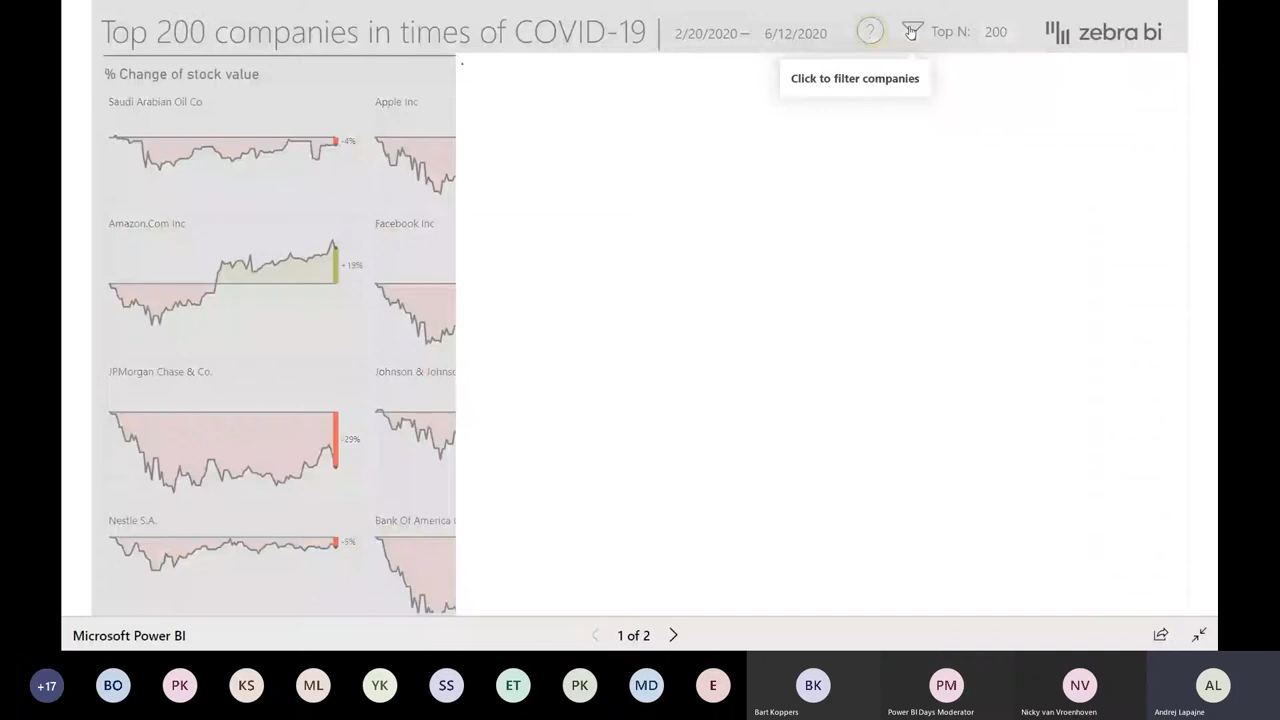 Top 200 companies in times of COVID-19 | 2/20/2020 – 6/12/2020 ? Top N: 200 zebra bi
Click to filter companies
% Change of stock value
Saudi Arabian Oil Co Apple Inc
-4%
Amazon.Com Inc Facebook Inc
+19%
JPMorgan Chase & Co. Johnson & Johnso
-29%
Nestle S.A. Bank Of America
-5%
Microsoft Power BI 1 of 2
+17 BO PK KS ML YK SS ET PK MD E BK PM NV AL
Bart Koppers Power BI Days Moderator Nicky van Vroenhoven Andrej Lapajne